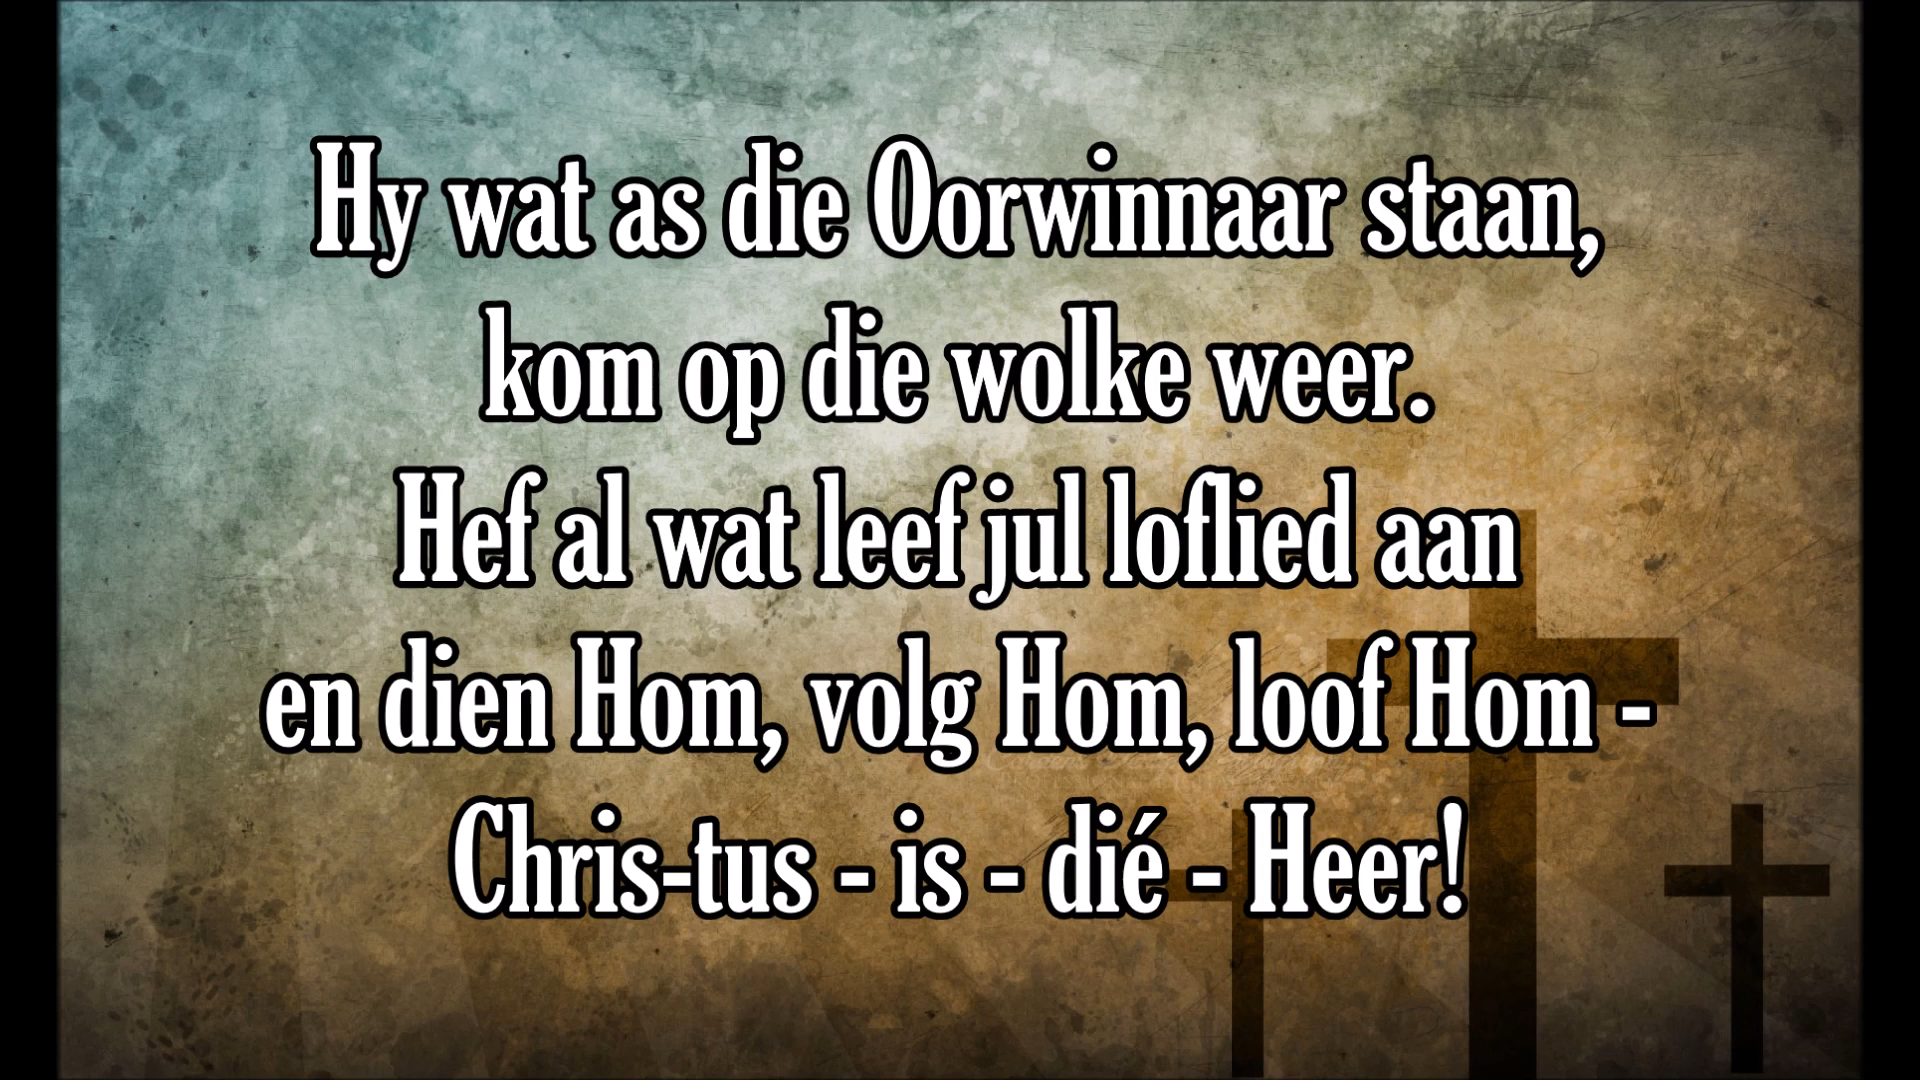 Hy wat as die Oorwinnaar staan,
kom op die wolke weer.
Hef al wat leef jul loflied aan
en dien Hom, volg Hom, loof Hom -
Chris-tus - is - dié - Heer!